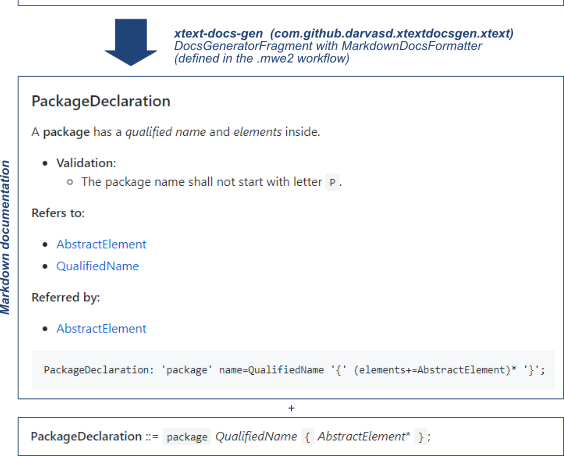 xtext-docs-gen (com.github.darvasd.xtextdocsgen.xtext)
DocsGeneratorFragment with MarkdownDocsFormatter
(defined in the .mwe2 workflow)
Markdown documentation
PackageDeclaration
A package has a qualified name and elements inside.
• Validation:
○ The package name shall not start with letter P.
Refers to:
• AbstractElement
• QualifiedName
Referred by:
• AbstractElement
PackageDeclaration: 'package' name=QualifiedName '{' (elements+=AbstractElement)* '}';
+
PackageDeclaration ::= package QualifiedName { AbstractElement* } ;